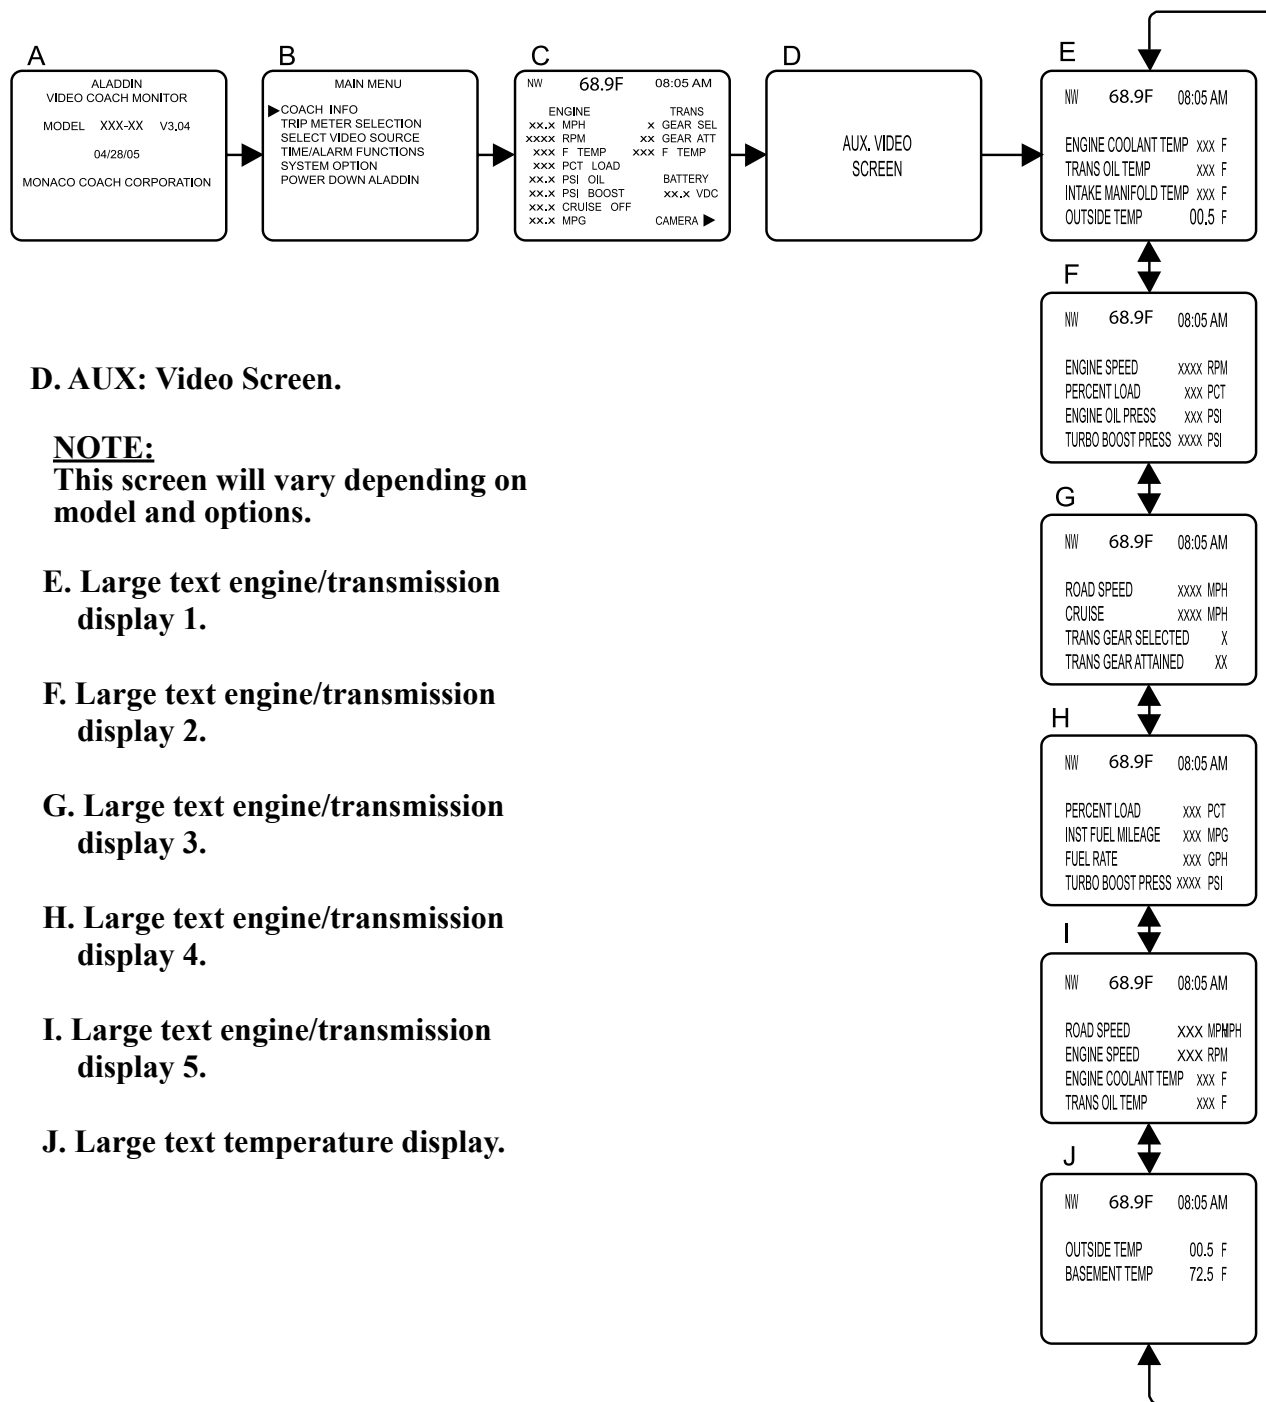 A
ALADDIN
VIDEO COACH MONITOR
MODEL XXX-XX V3.04
04/28/05
MONACO COACH CORPORATION
B
MAIN MENU
▶COACH INFO
TRIP METER SELECTION
SELECT VIDEO SOURCE
TIME/ALARM FUNCTIONS
SYSTEM OPTION
POWER DOWN ALADDIN
C
NW 68.9F 08:05 AM
ENGINE TRANS
xx.x MPH x GEAR SEL
xxxx RPM xx GEAR ATT
xxx F TEMP xxx F TEMP
xxx PCT LOAD
xx.x PSI OIL BATTERY
xx.x PSI BOOST xx.x VDC
xx.x CRUISE OFF
xx.x MPG CAMERA ▶
D
AUX. VIDEO
SCREEN
E
NW 68.9F 08:05 AM
ENGINE COOLANT TEMP xxx F
TRANS OIL TEMP xxx F
INTAKE MANIFOLD TEMP xxx F
OUTSIDE TEMP 00.5 F
F
NW 68.9F 08:05 AM
ENGINE SPEED xxxx RPM
PERCENT LOAD xxx PCT
ENGINE OIL PRESS xxx PSI
TURBO BOOST PRESS xxxx PSI
G
NW 68.9F 08:05 AM
ROAD SPEED xxxx MPH
CRUISE xxxx MPH
TRANS GEAR SELECTED X
TRANS GEAR ATTAINED XX
H
NW 68.9F 08:05 AM
PERCENT LOAD xxx PCT
INST FUEL MILEAGE xxx MPG
FUEL RATE xxx GPH
TURBO BOOST PRESS xxxx PSI
I
NW 68.9F 08:05 AM
ROAD SPEED XXX MPHMPH
ENGINE SPEED XXX RPM
ENGINE COOLANT TEMP xxx F
TRANS OIL TEMP xxx F
J
NW 68.9F 08:05 AM
OUTSIDE TEMP 00.5 F
BASEMENT TEMP 72.5 F
D. AUX: Video Screen.
NOTE:
This screen will vary depending on
model and options.
E. Large text engine/transmission
display 1.
F. Large text engine/transmission
display 2.
G. Large text engine/transmission
display 3.
H. Large text engine/transmission
display 4.
I. Large text engine/transmission
display 5.
J. Large text temperature display.